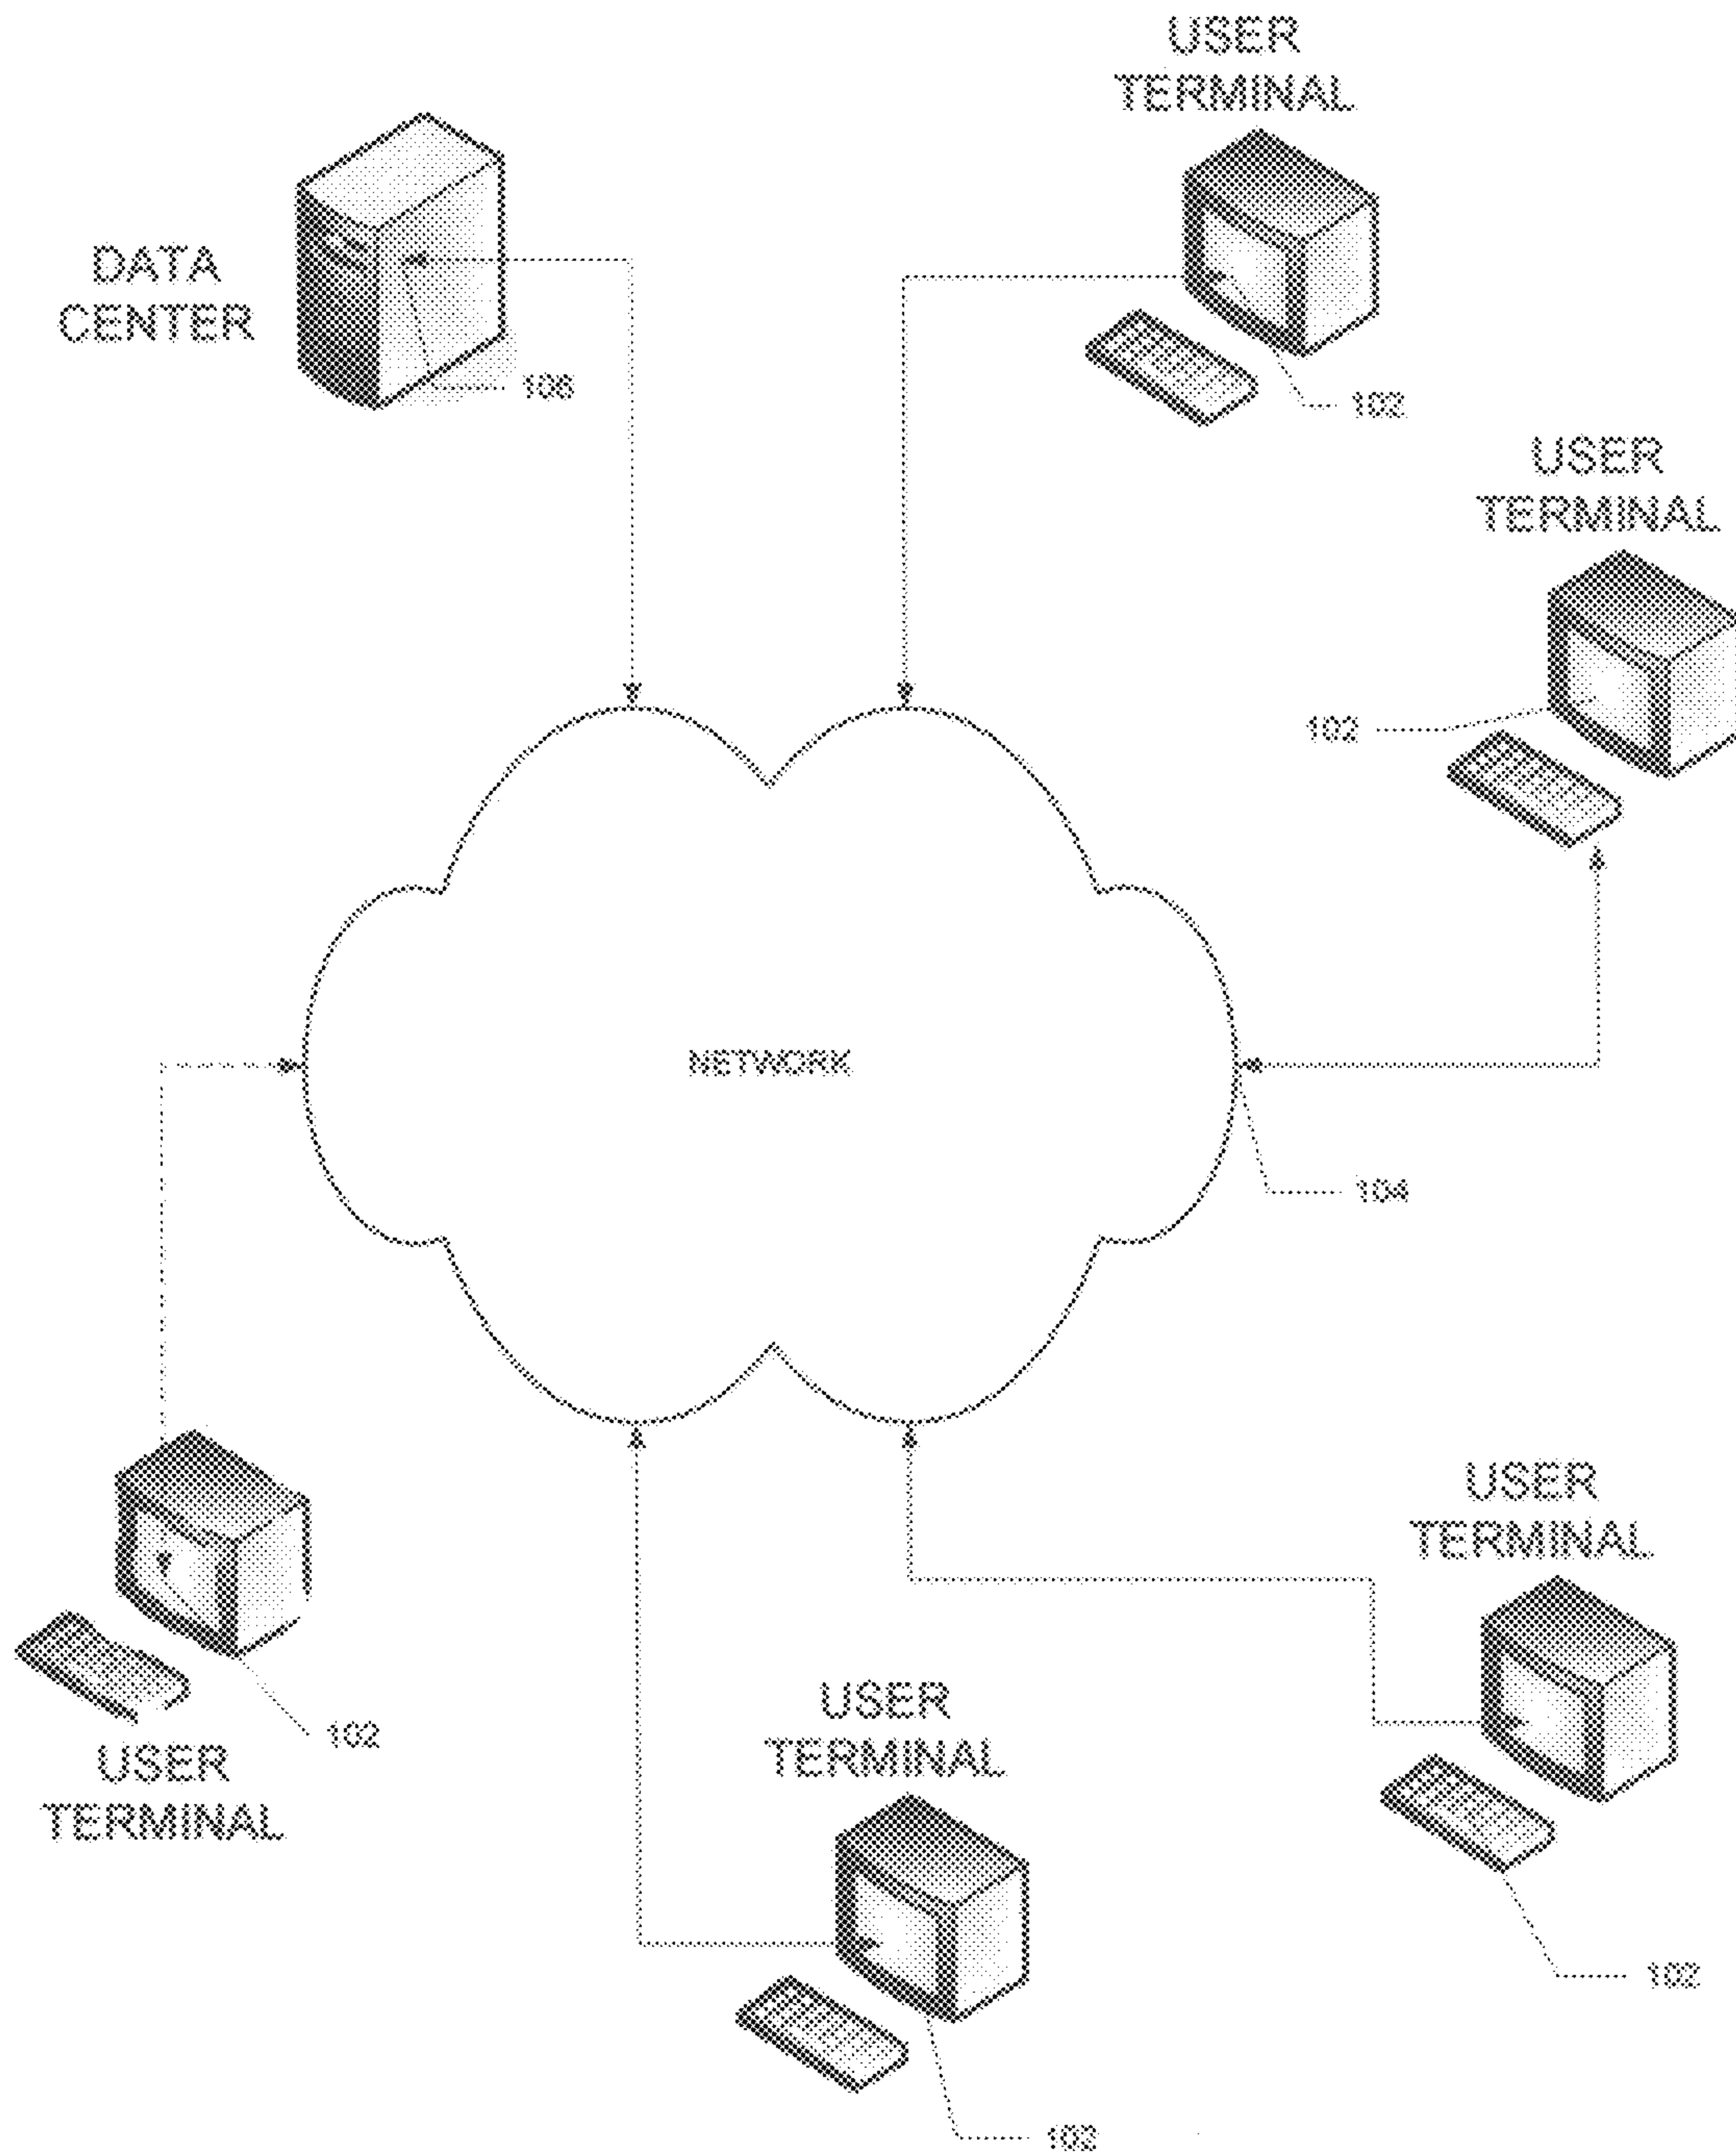 USER
TERMINAL
DATA
CENTER
106
102
USER
TERMINAL
102
NETWORK
104
USER
TERMINAL
102
USER
TERMINAL
USER
TERMINAL
102
102